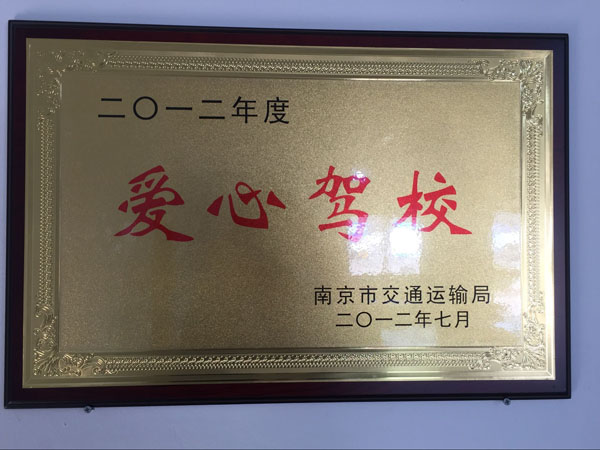 二〇一二年度
爱心驾校
南京市交通运输局
二〇一二年七月